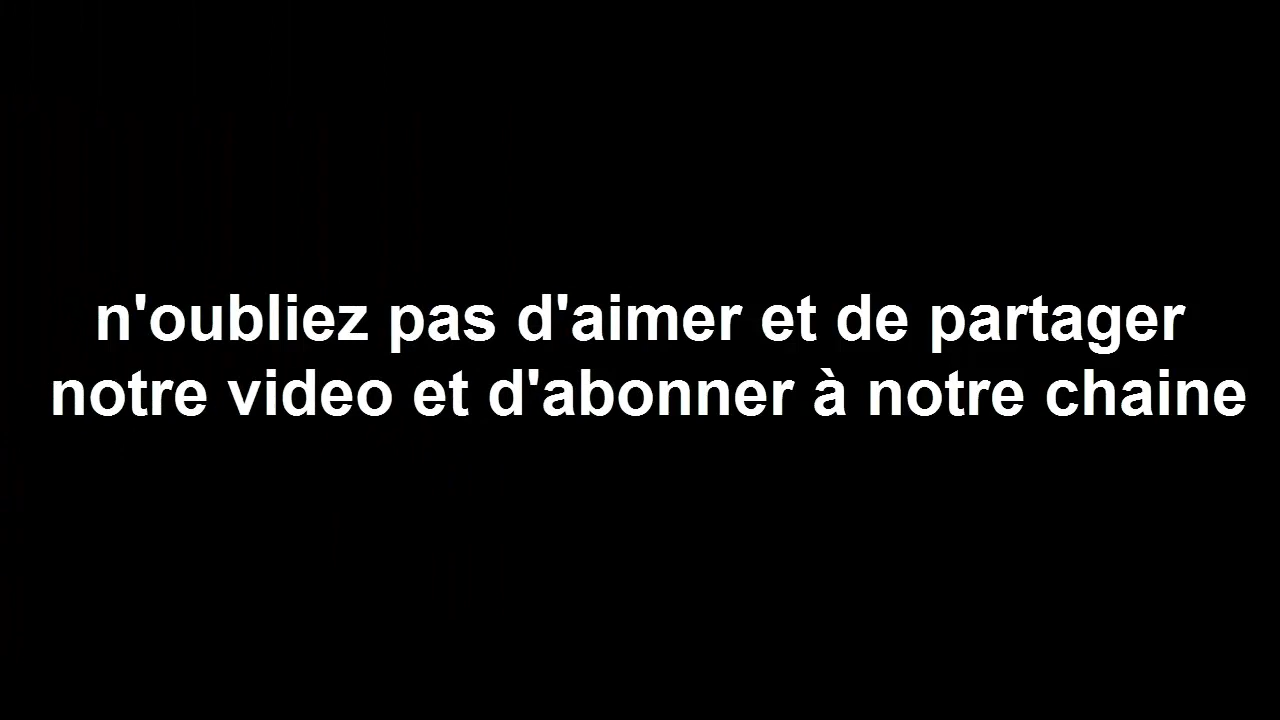 n'oubliez pas d'aimer et de partager
notre video et d'abonner à notre chaine